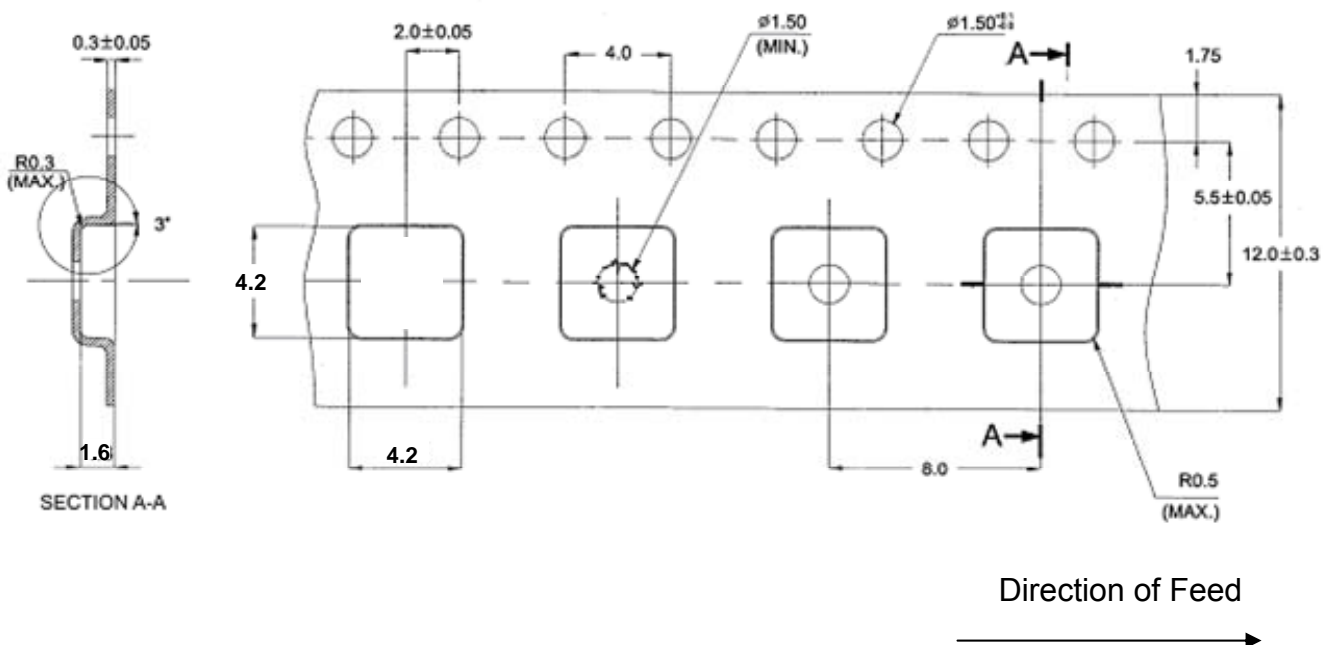 0.3±0.05
2.0±0.05
4.0
ø1.50
(MIN.)
ø1.50
A
1.75
R0.3
(MAX.)
3°
5.5±0.05
4.2
12.0±0.3
1.6
4.2
A
8.0
R0.5
(MAX.)
SECTION A-A
Direction of Feed